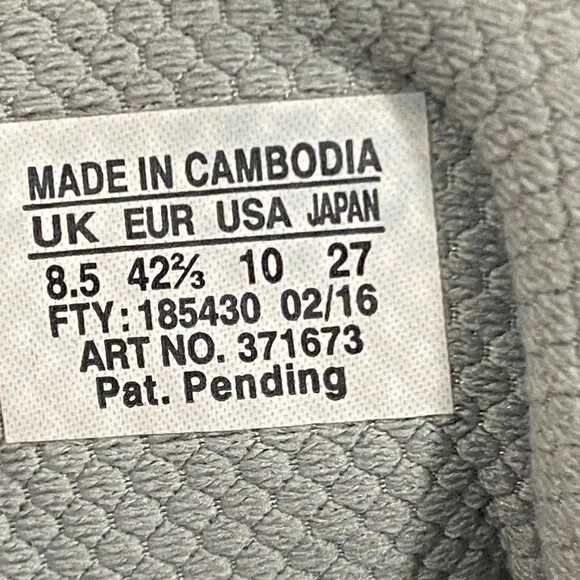 MADE IN CAMBODIA
UK EUR USA JAPAN
8.5 42⅔ 10 27
FTY: 185430 02/16
ART NO. 371673
Pat. Pending